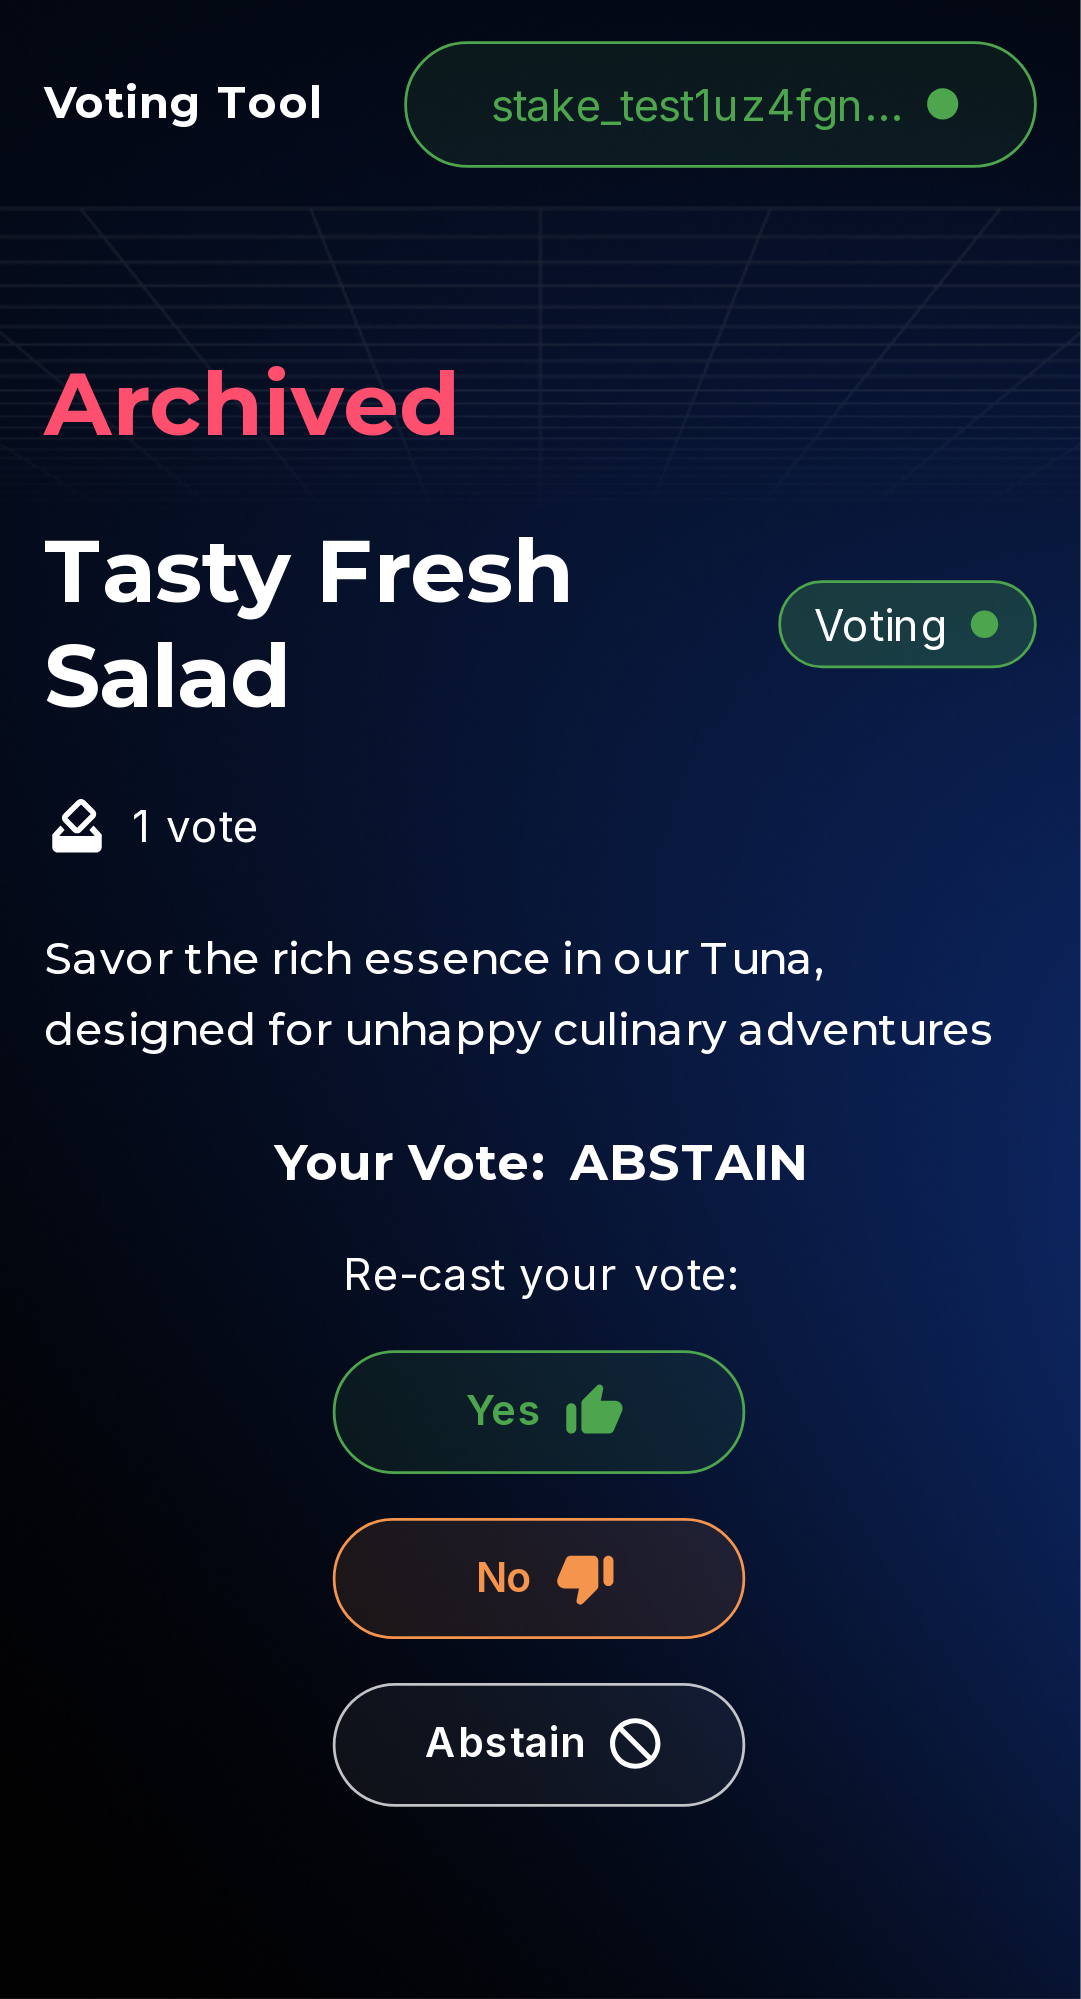 Voting Tool
stake_test1uz4fgn...
Archived
Tasty Fresh
Salad
Voting
1 vote
Savor the rich essence in our Tuna,
designed for unhappy culinary adventures
Your Vote: ABSTAIN
Re-cast your vote:
Yes
No
Abstain